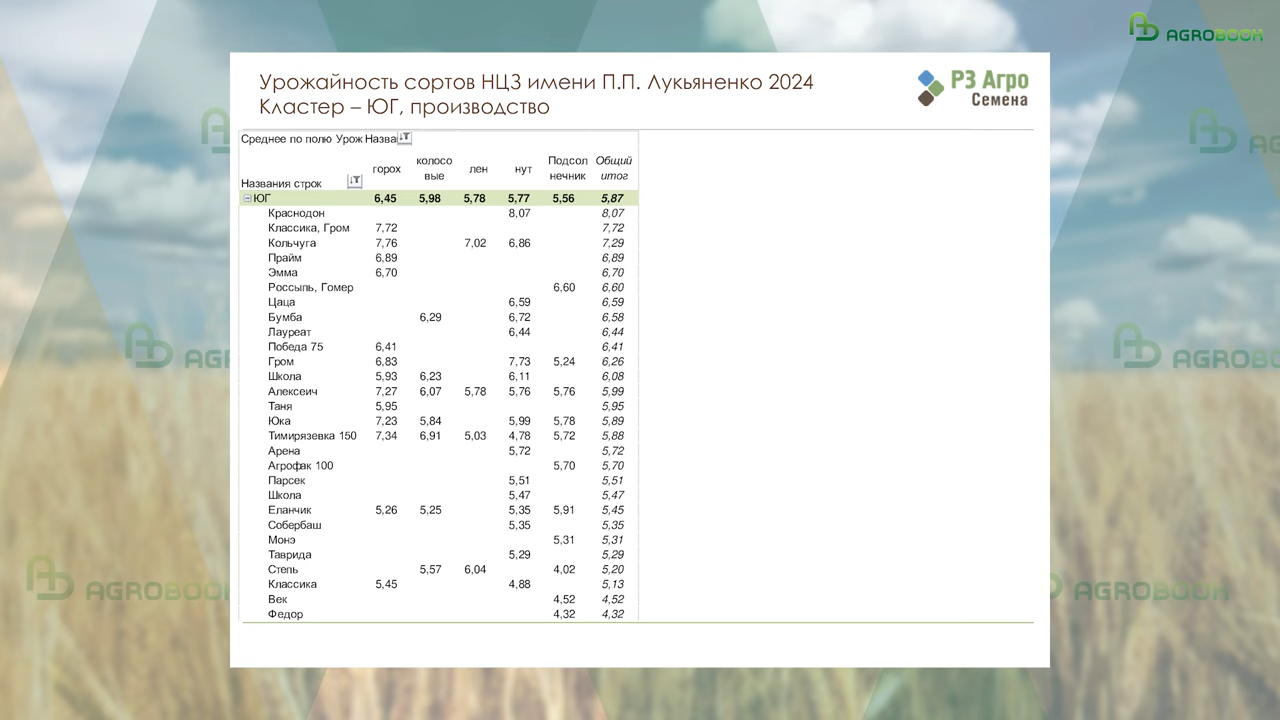 AGROBOOK
Урожайность сортов НЦЗ имени П.П. Лукьяненко 2024
Кластер – ЮГ, производство
РЗ Агро
Семена
Среднее по полю Урож Назва
горох колосо вые лен нут Подсол нечник Общий итог
Названия строк
ЮГ 6,45 5,98 5,78 5,77 5,56 5,87
Краснодон 8,07 8,07
Классика, Гром 7,72 7,72
Кольчуга 7,76 7,02 6,86 7,29
Прайм 6,89 6,89
Эмма 6,70 6,70
Россыпь, Гомер 6,60 6,60
Цаца 6,59 6,59
Бумба 6,29 6,72 6,58
Лауреат 6,44 6,44
Победа 75 6,41 6,41
Гром 6,83 7,73 5,24 6,26
Школа 5,93 6,23 6,11 6,08
Алексеич 7,27 6,07 5,78 5,76 5,76 5,99
Таня 5,95 5,95
Юка 7,23 5,84 5,99 5,78 5,89
Тимирязевка 150 7,34 6,91 5,03 4,78 5,72 5,88
Арена 5,72 5,72
Агрофак 100 5,70 5,70
Парсек 5,51 5,51
Школа 5,47 5,47
Еланчик 5,26 5,25 5,35 5,91 5,45
Собербаш 5,35 5,35
Монэ 5,31 5,31
Таврида 5,29 5,29
Степь 5,57 6,04 4,02 5,20
Классика 5,45 4,88 5,13
Век 4,52 4,52
Федор 4,32 4,32